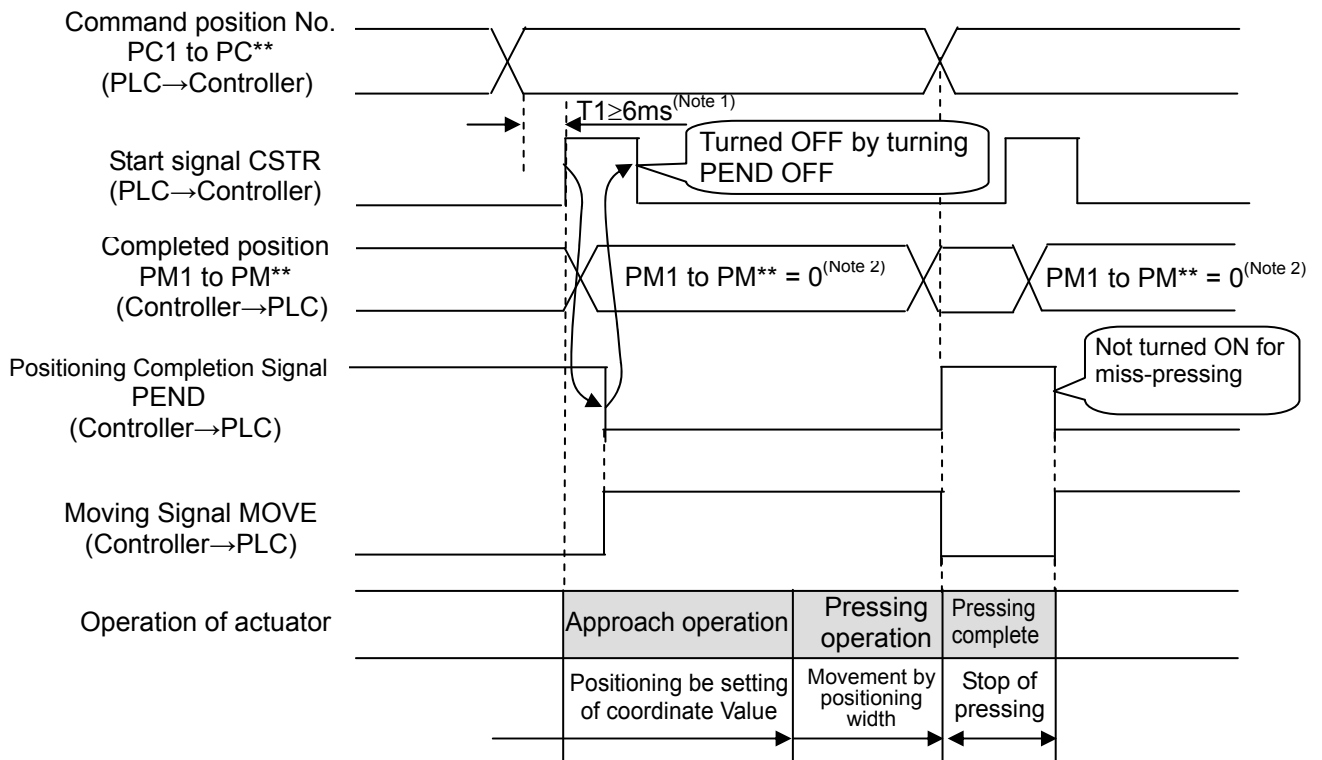 Command position No.
PC1 to PC**
(PLC→Controller)
T1≥6ms(Note 1)
Turned OFF by turning
PEND OFF
Start signal CSTR
(PLC→Controller)
Completed position
PM1 to PM**
(Controller→PLC)
PM1 to PM** = 0(Note 2)
PM1 to PM** = 0(Note 2)
Positioning Completion Signal
PEND
(Controller→PLC)
Not turned ON for
miss-pressing
Moving Signal MOVE
(Controller→PLC)
Operation of actuator
Approach operation
Pressing
operation
Pressing
complete
Positioning be setting
of coordinate Value
Movement by
positioning
width
Stop of
pressing